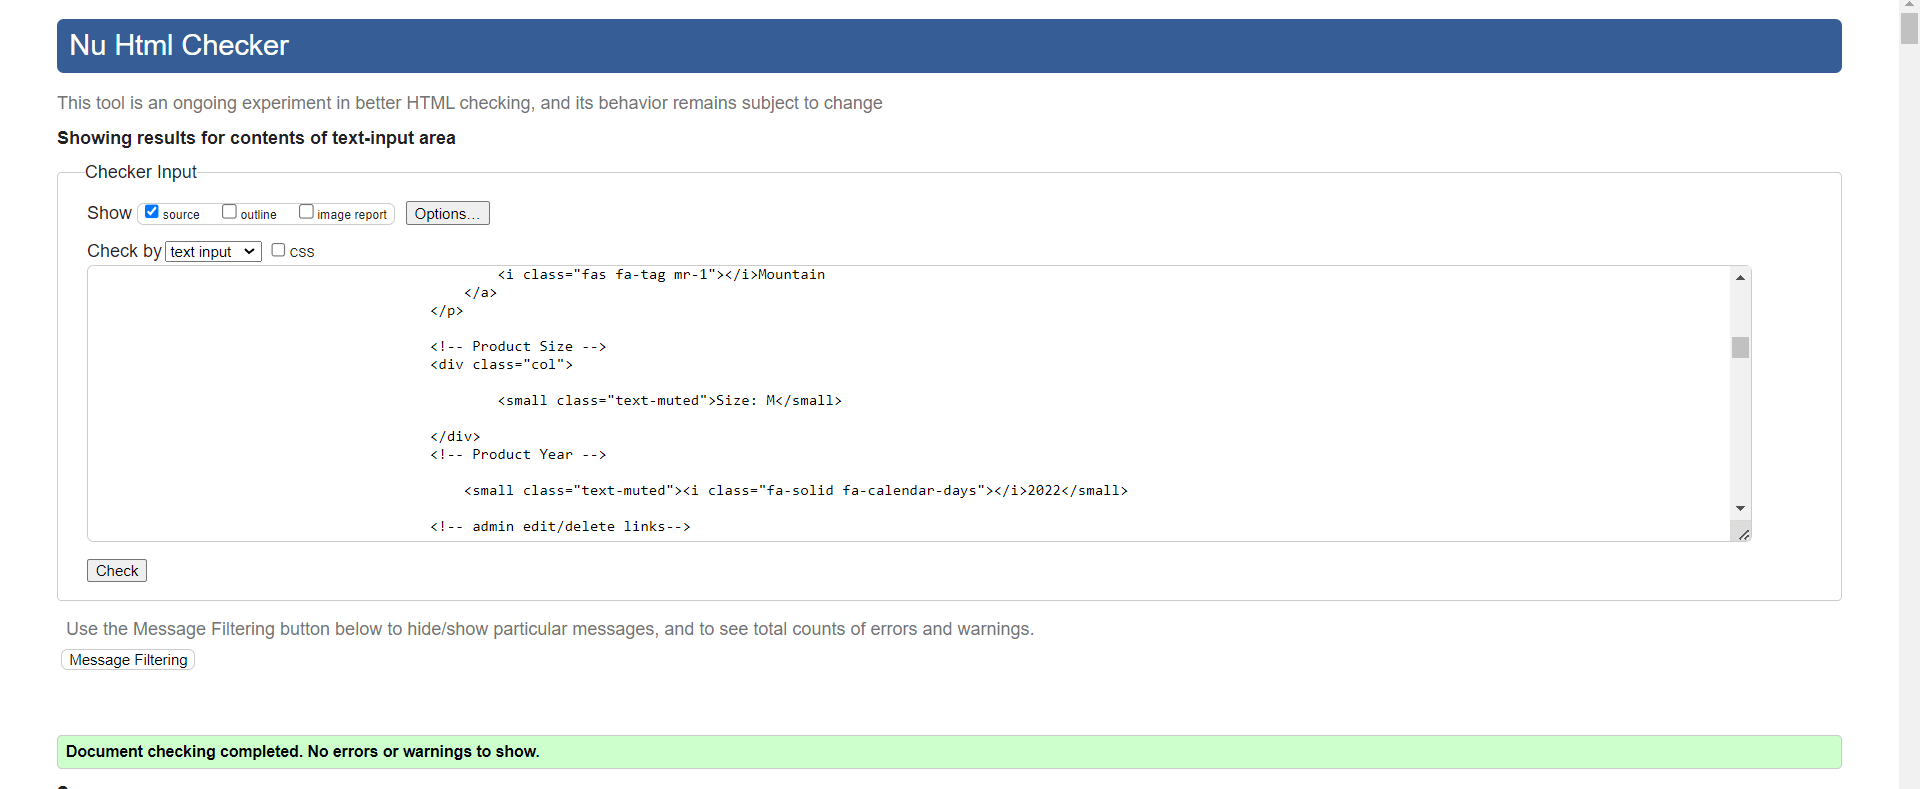 Nu Html Checker
This tool is an ongoing experiment in better HTML checking, and its behavior remains subject to change
Showing results for contents of text-input area
Checker Input
Show source outline image report Options...
Check by text input css
<i class="fas fa-tag mr-1"></i>Mountain
</a>
</p>
<!-- Product Size -->
<div class="col">
<small class="text-muted">Size: M</small>
</div>
<!-- Product Year -->
<small class="text-muted"><i class="fa-solid fa-calendar-days"></i>2022</small>
<!-- admin edit/delete links-->
Check
Use the Message Filtering button below to hide/show particular messages, and to see total counts of errors and warnings.
Message Filtering
Document checking completed. No errors or warnings to show.